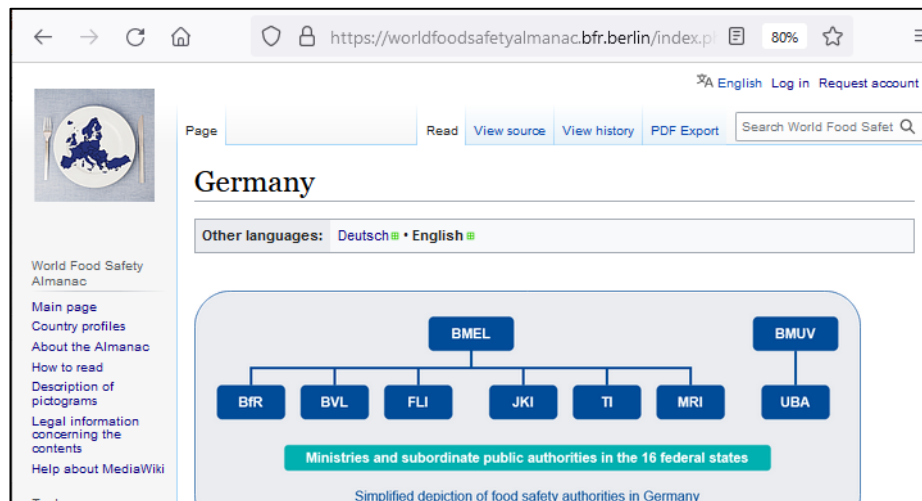 https://worldfoodsafetyalmanac.bfr.berlin/index.p
80%
English Log in Request account
Page Read View source View history PDF Export Search World Food Safet
Germany
Other languages: Deutsch • English
World Food Safety
Almanac
Main page
Country profiles
About the Almanac
How to read
Description of
pictograms
Legal information
concerning the
contents
Help about MediaWiki
BMEL BMUV
BfR BVL FLI JKI TI MRI UBA
Ministries and subordinate public authorities in the 16 federal states
Simplified depiction of food safety authorities in Germany